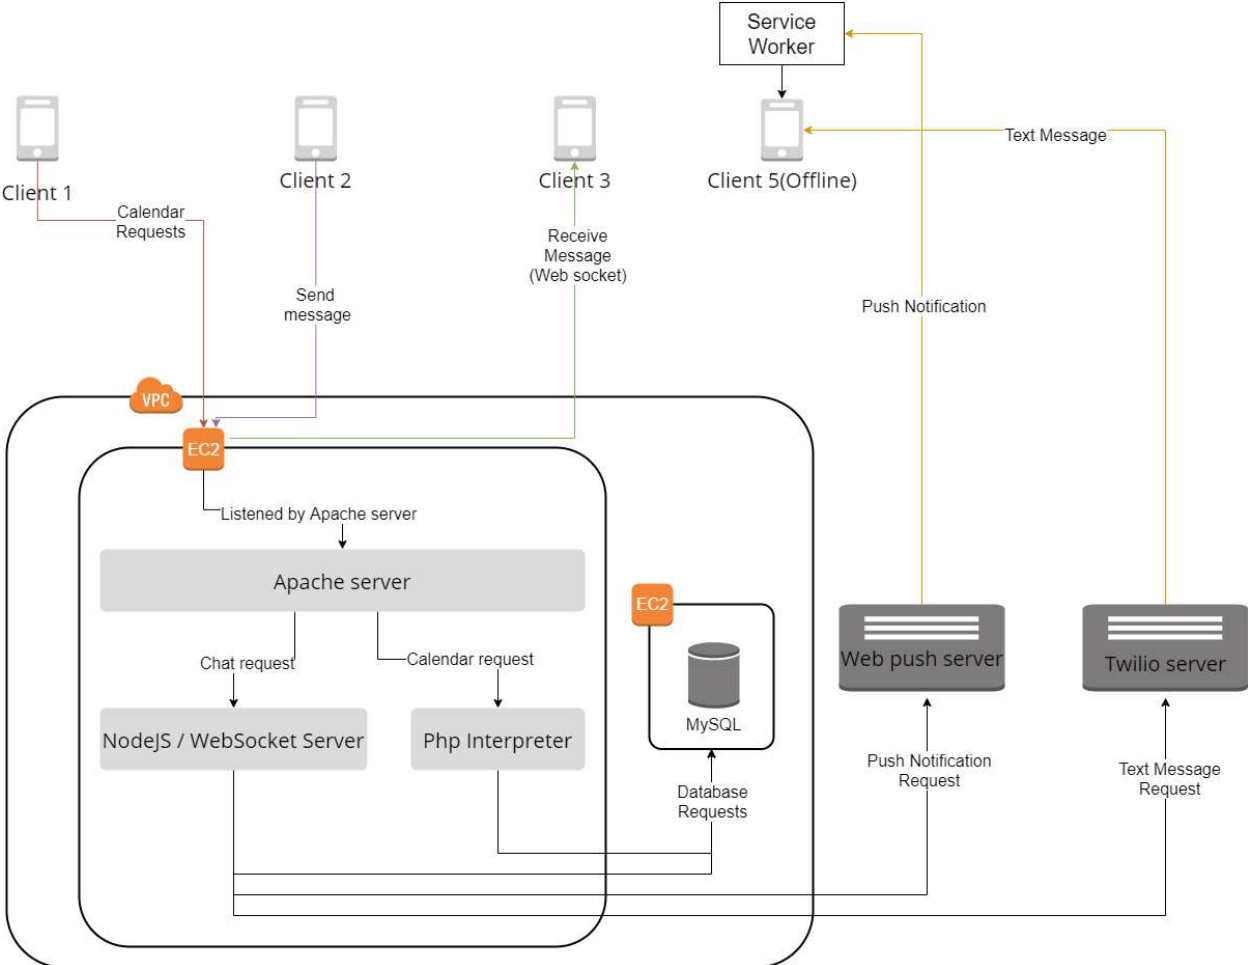 Service
Worker
Text Message
Client 1
Client 2
Client 3
Client 5(Offline)
Calendar
Requests
Receive
Message
(Web socket)
Send
message
Push Notification
VPC
EC2
Listened by Apache server
Apache server
EC2
Chat request
Calendar request
Web push server
Twilio server
MySQL
NodeJS / WebSocket Server
Php Interpreter
Database
Requests
Push Notification
Request
Text Message
Request